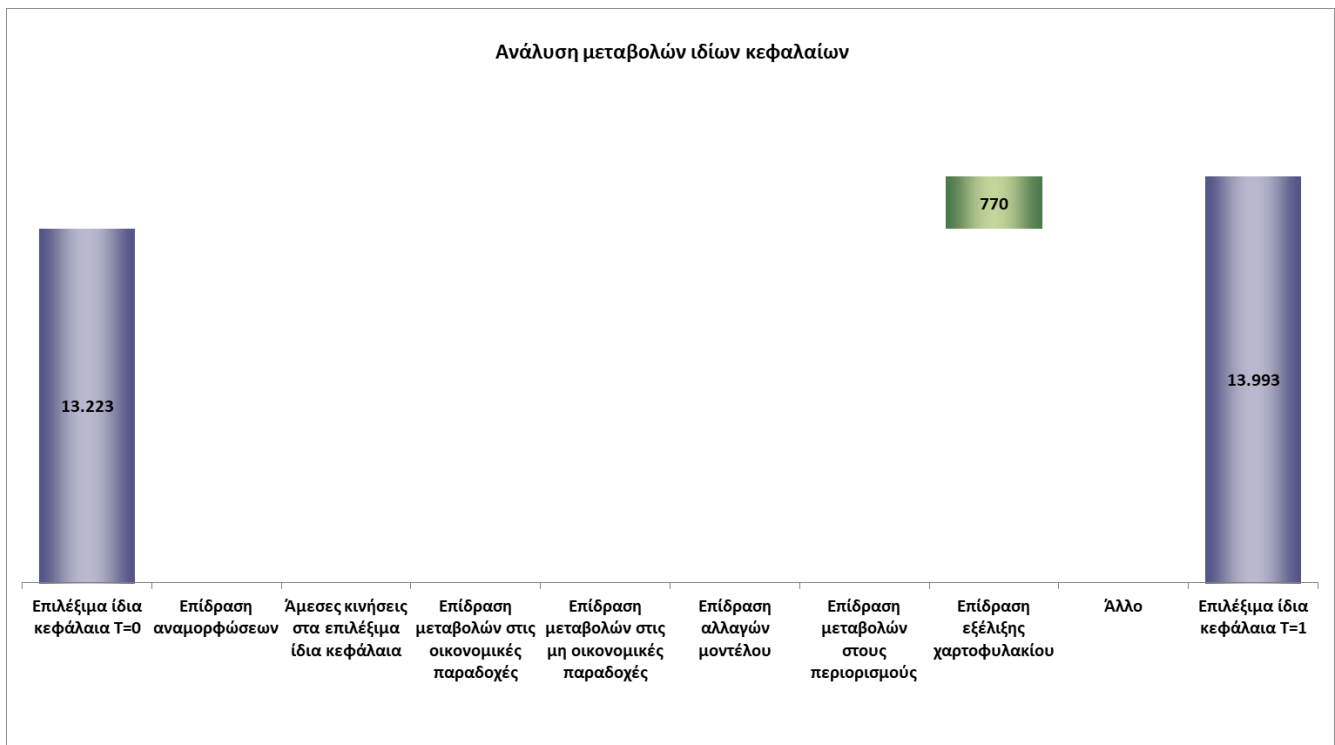 Ανάλυση μεταβολών ιδίων κεφαλαίων
770
13.223
13.993
Επιλέξιμα ίδια
κεφάλαια Τ=0
Επίδραση
αναμορφώσεων
Άμεσες κινήσεις
στα επιλέξιμα
ίδια κεφάλαια
Επίδραση
μεταβολών στις
οικονομικές
παραδοχές
Επίδραση
μεταβολών στις
μη οικονομικές
παραδοχές
Επίδραση
αλλαγών
μοντέλου
Επίδραση
μεταβολών
στους
περιορισμούς
Επίδραση
εξέλιξης
χαρτοφυλακίου
Άλλο
Επιλέξιμα ίδια
κεφάλαια Τ=1